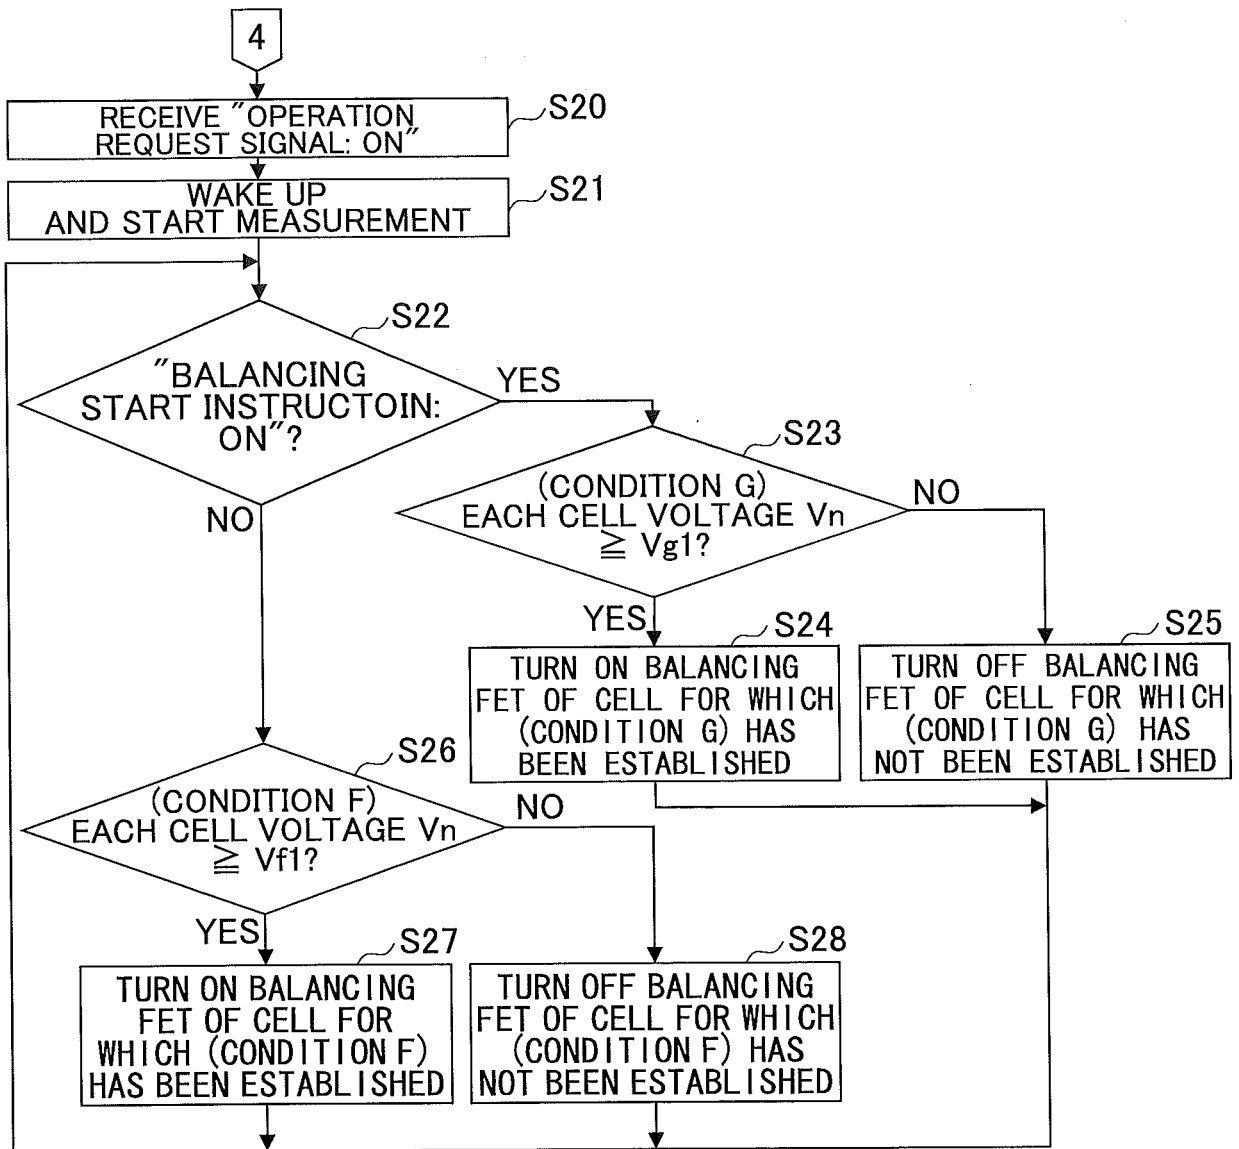 4
RECEIVE "OPERATION
REQUEST SIGNAL: ON"
S20
WAKE UP
AND START MEASUREMENT
S21
S22
"BALANCING
START INSTRUCTOIN:
ON"?
YES
NO
S23
(CONDITION G)
EACH CELL VOLTAGE Vn
≧ Vg1?
NO
YES
S24
TURN ON BALANCING
FET OF CELL FOR WHICH
(CONDITION G) HAS
BEEN ESTABLISHED
S25
TURN OFF BALANCING
FET OF CELL FOR WHICH
(CONDITION G) HAS
NOT BEEN ESTABLISHED
S26
(CONDITION F)
EACH CELL VOLTAGE Vn
≧ Vf1?
NO
YES
S27
TURN ON BALANCING
FET OF CELL FOR
WHICH (CONDITION F)
HAS BEEN ESTABLISHED
S28
TURN OFF BALANCING
FET OF CELL FOR WHICH
(CONDITION F) HAS
NOT BEEN ESTABLISHED